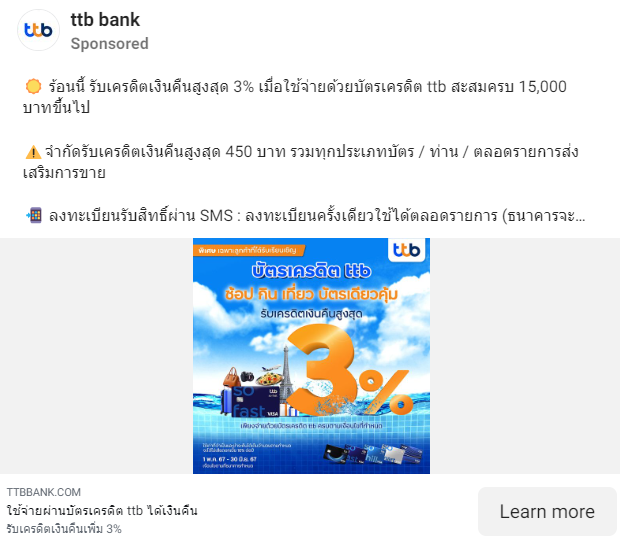 ttb
ttb bank
Sponsored
ร้อนนี้ รับเครดิตเงินคืนสูงสุด 3% เมื่อใช้จ่ายด้วยบัตรเครดิต ttb สะสมครบ 15,000
บาทขึ้นไป
จำกัดรับเครดิตเงินคืนสูงสุด 450 บาท รวมทุกประเภทบัตร / ท่าน / ตลอดรายการส่ง
เสริมการขาย
ลงทะเบียนรับสิทธิ์ผ่าน SMS : ลงทะเบียนครั้งเดียวใช้ได้ตลอดรายการ (ธนาคารจะ...
พิเศษ เฉพาะลูกค้าที่ได้รับเรียนเชิญ
ttb
บัตรเครดิต ttb
ช้อป กิน เที่ยว บัตรเดียวคุ้ม
รับเครดิตเงินคืนสูงสุด
3%
ttb
so
fast
VISA
เพียงจ่ายด้วยบัตรเครดิต ttb ครบตามเงื่อนไขที่กำหนด
1 พ.ค. 67 - 30 มิ.ย. 67
TTBBANK.COM
ใช้จ่ายผ่านบัตรเครดิต ttb ได้เงินคืน
รับเครดิตเงินคืนเพิ่ม 3%
Learn more